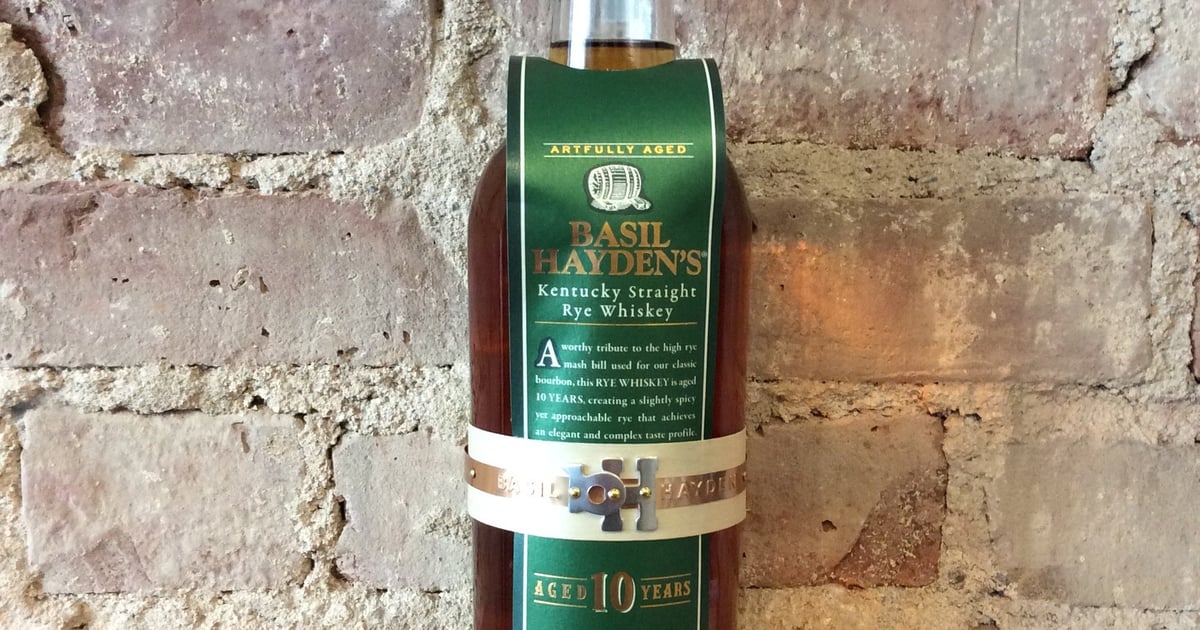 ARTFULLY AGED
BASIL
HAYDEN'S®
Kentucky Straight
Rye Whiskey
A worthy tribute to the high rye
mash bill used for our classic
bourbon, this RYE WHISKEY is aged
10 YEARS, creating a slightly spicy
yet approachable rye that achieves
an elegant and complex taste profile.
BASIL BH HAYDEN
AGED 10 YEARS